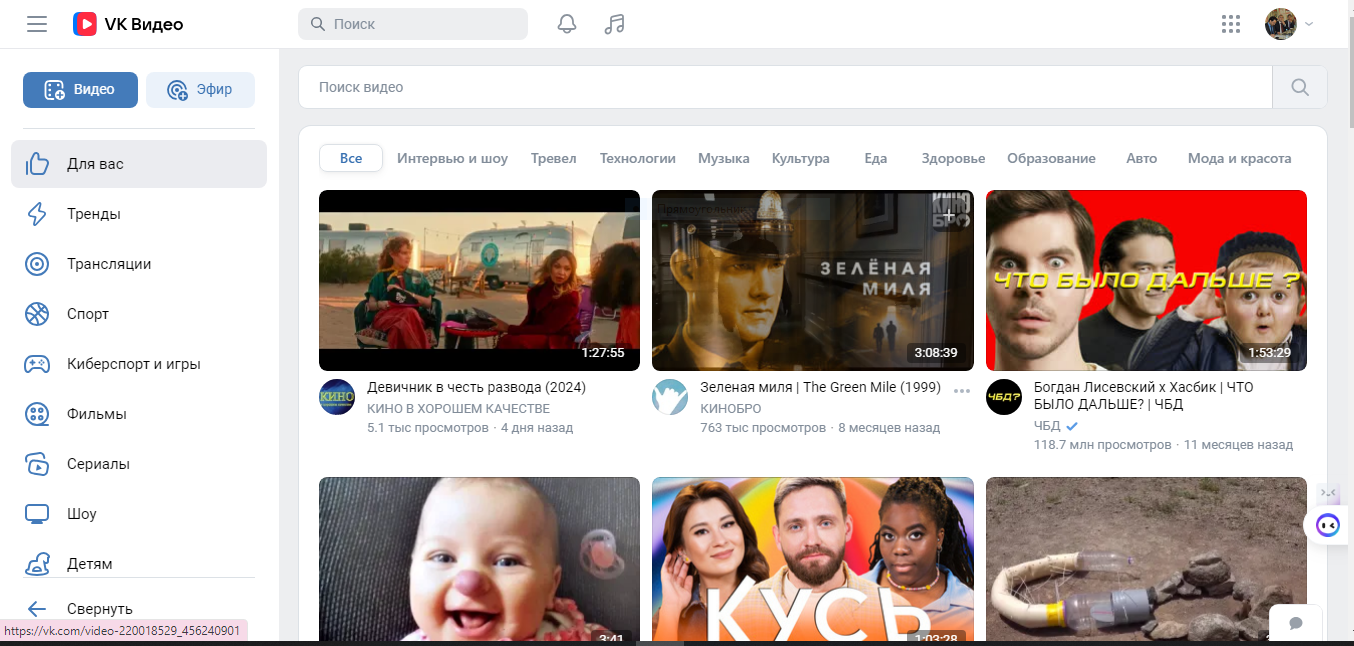 VK Видео
Поиск
Видео
Эфир
Для вас
Тренды
Трансляции
Спорт
Киберспорт и игры
Фильмы
Сериалы
Шоу
Детям
Свернуть
https://vk.com/video-220018529_456240901
Поиск видео
Все Интервью и шоу Тревел Технологии Музыка Культура Еда Здоровье Образование Авто Мода и красота
1:27:55
КИНО
Девичник в честь развода (2024)
КИНО В ХОРОШЕМ КАЧЕСТВЕ
5.1 тыс просмотров · 4 дня назад
КИНО
БРО
ЗЕЛЁНАЯ
МИЛЯ
3:08:39
Зеленая миля | The Green Mile (1999)
КИНОБРО
763 тыс просмотров · 8 месяцев назад
ЧТО БЫЛО ДАЛЬШЕ ?
1:53:29
ЧБД?
Богдан Лисевский х Хасбик | ЧТО
БЫЛО ДАЛЬШЕ? | ЧБД
ЧБД
118.7 млн просмотров · 11 месяцев назад
3:41
КУСЬ
1:03:28